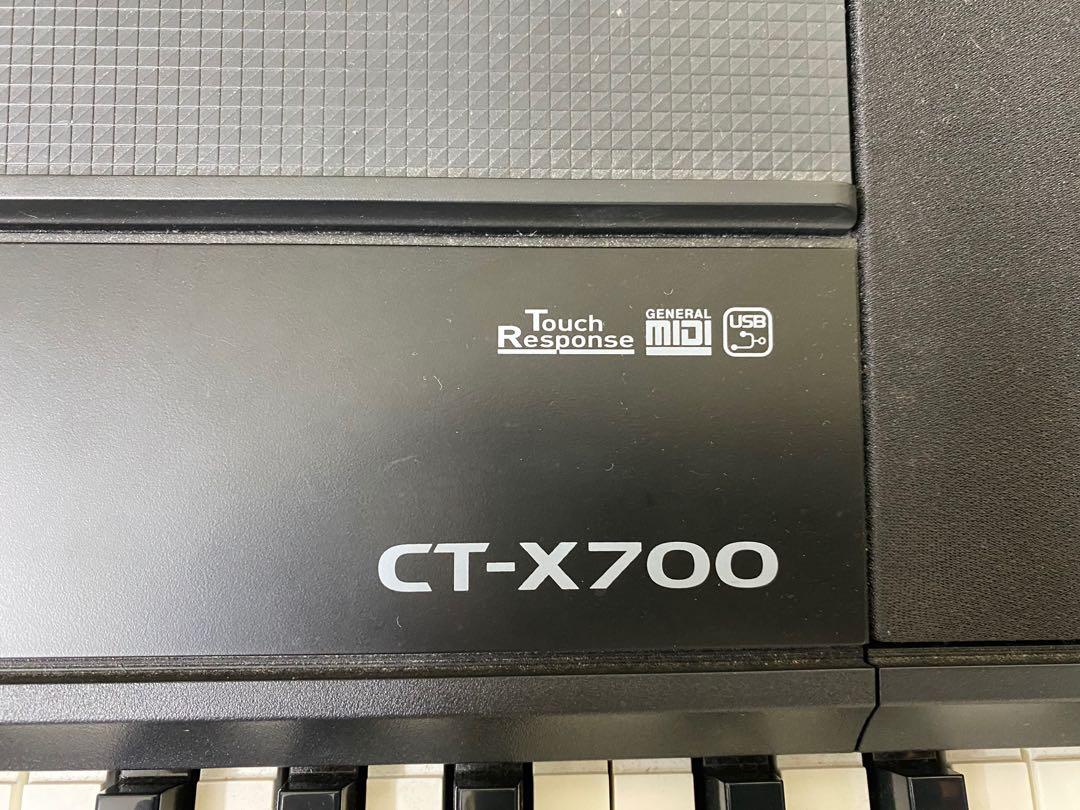 Touch
Response
GENERAL
MIDI
USB
CT-X700